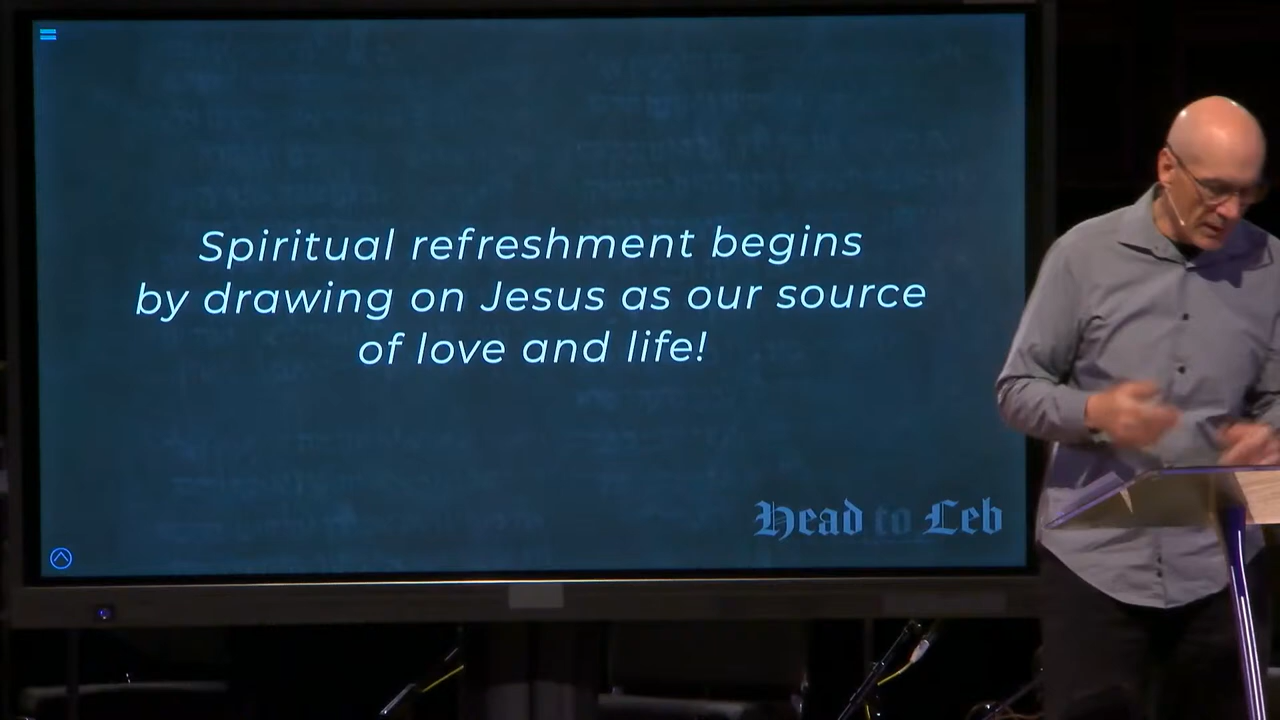 Spiritual refreshment begins
by drawing on Jesus as our source
of love and life!
Head to Leb